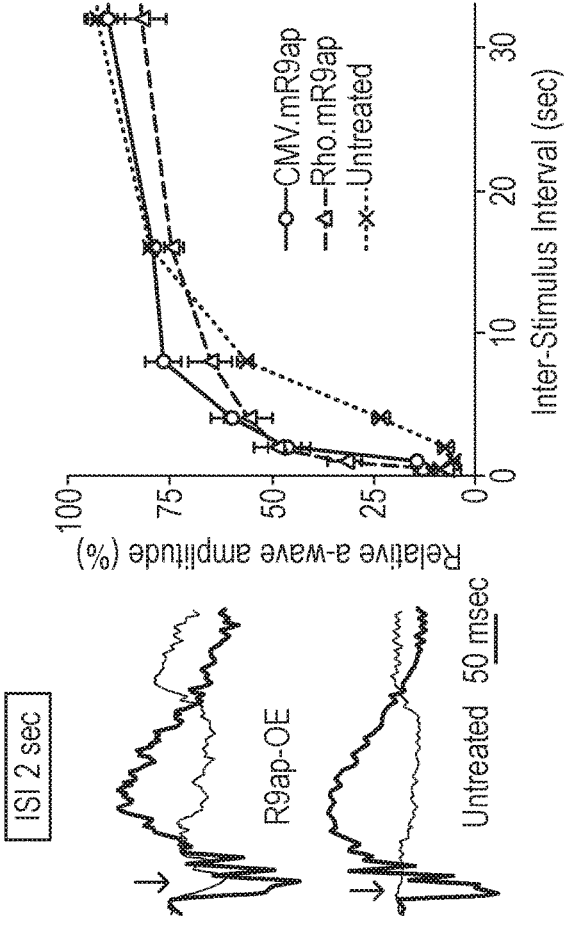 ISI 2 sec
R9ap-OE
Untreated
50 msec
Relative a-wave amplitude (%)
100
75
50
25
0
0
10
20
30
Inter-Stimulus Interval (sec)
CMV.mR9ap
Rho.mR9ap
Untreated